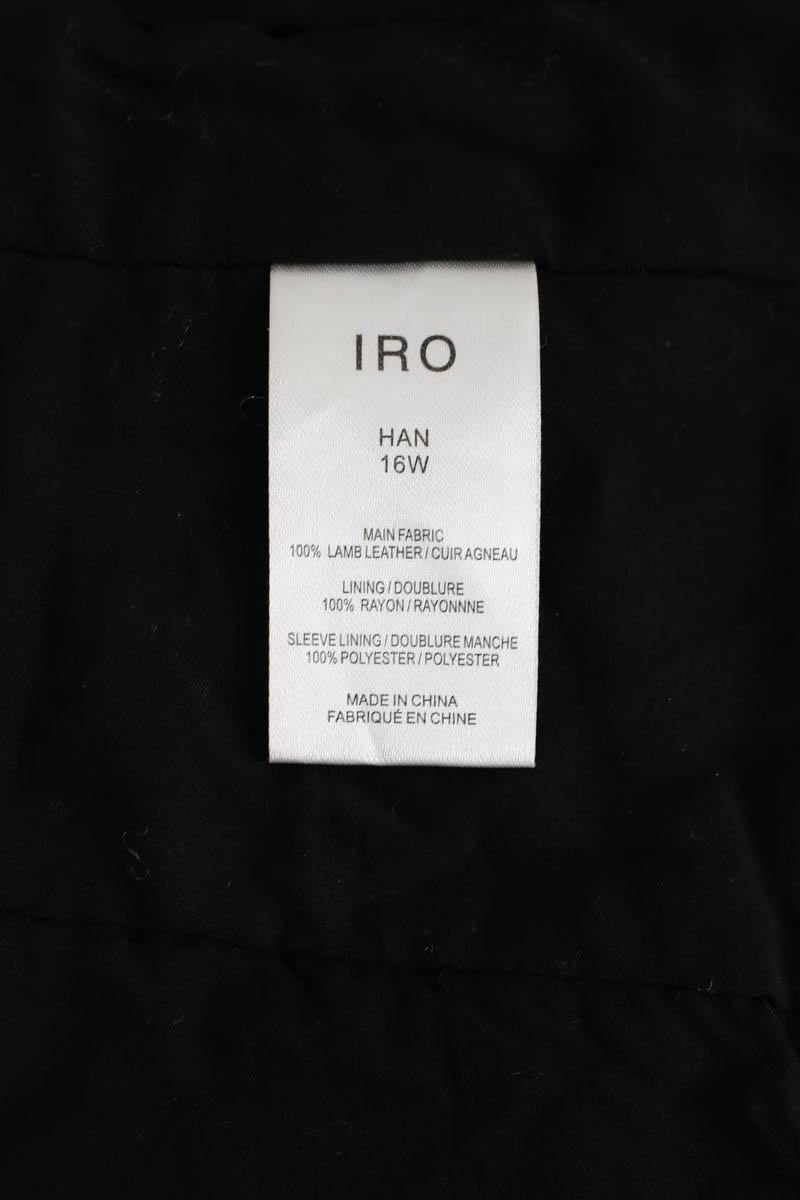 IRO
HAN
16W
MAIN FABRIC
100% LAMB LEATHER / CUIR AGNEAU
LINING / DOUBLURE
100% RAYON / RAYONNNE
SLEEVE LINING / DOUBLURE MANCHE
100% POLYESTER / POLYESTER
MADE IN CHINA
FABRIQUÉ EN CHINE